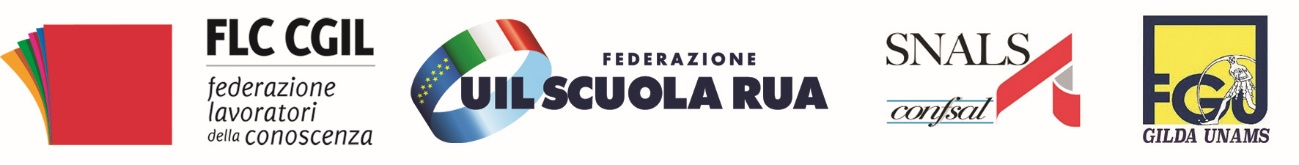 FLC CGIL
federazione
lavoratori
della conoscenza
FEDERAZIONE
UIL SCUOLA RUA
SNALS
confsal
FGU
GILDA UNAMS